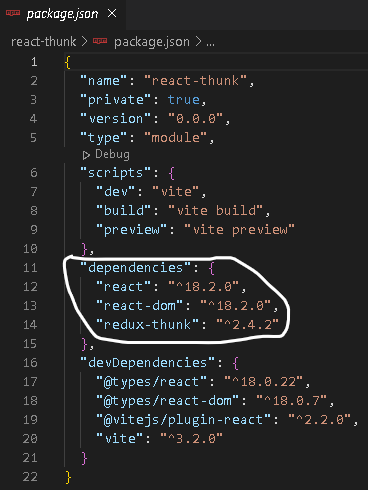 package.json ×
react-thunk > package.json > ...
1 {
2 "name": "react-thunk",
3 "private": true,
4 "version": "0.0.0",
5 "type": "module",
Debug
6 "scripts": {
7 "dev": "vite",
8 "build": "vite build",
9 "preview": "vite preview"
10 },
11 "dependencies": {
12 "react": "^18.2.0",
13 "react-dom": "^18.2.0",
14 "redux-thunk": "^2.4.2"
15 },
16 "devDependencies": {
17 "@types/react": "^18.0.22",
18 "@types/react-dom": "^18.0.7",
19 "@vitejs/plugin-react": "^2.2.0",
20 "vite": "^3.2.0"
21 }
22 }